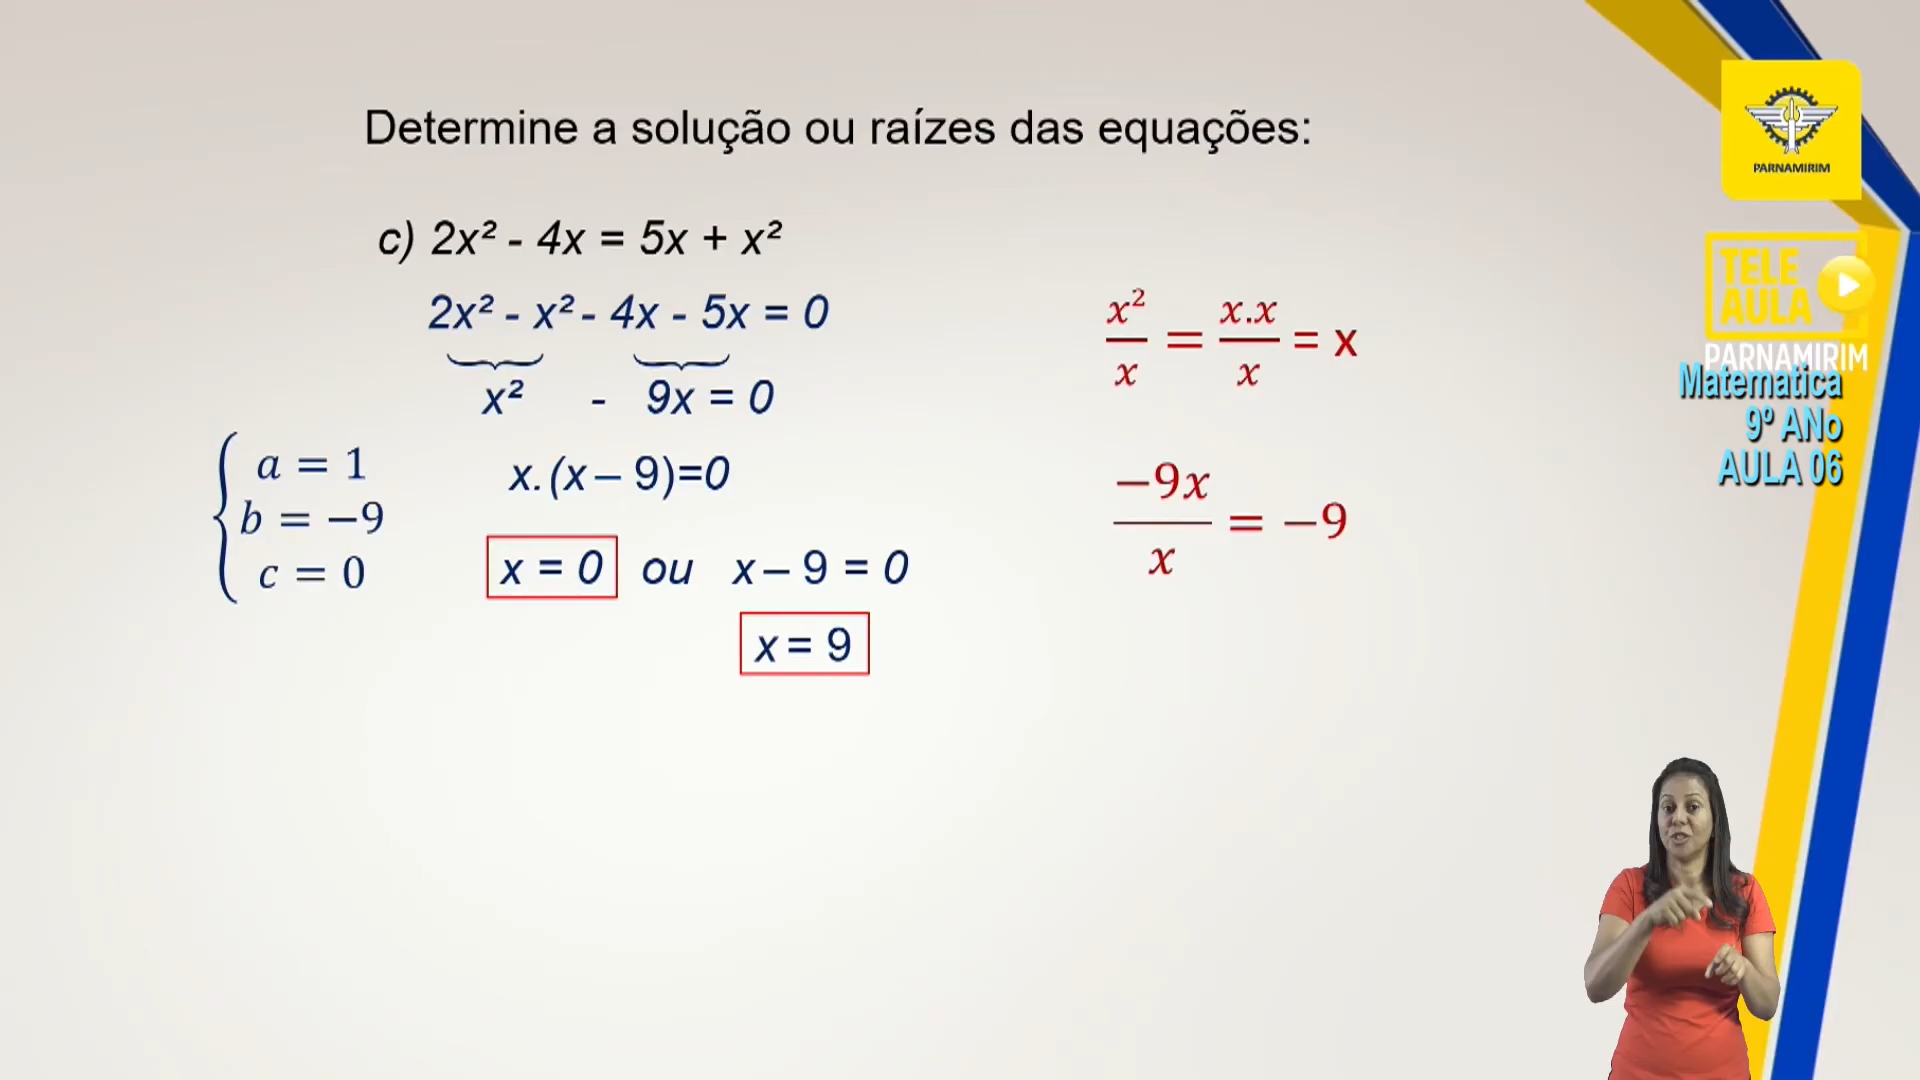 Determine a solução ou raízes das equações:
c) 2x² - 4x = 5x + x²
2x² - x² - 4x - 5x = 0
x² - 9x = 0
a = 1
b = −9
c = 0
x.(x – 9)=0
x = 0 ou x – 9 = 0
x = 9
x²/x = x.x/x = x
−9x/x = −9
PARNAMIRIM
TELE
AULA
PARNAMIRIM
Matematica
9º ANo
AULA 06